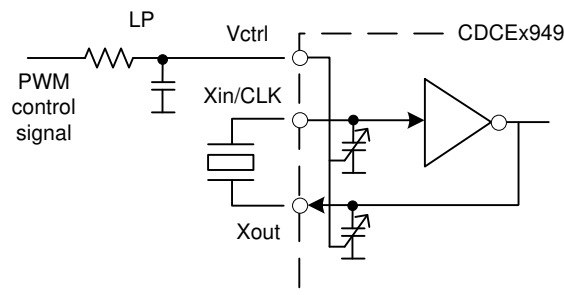 LP
Vctrl
CDCEx949
PWM
control
signal
Xin/CLK
Xout